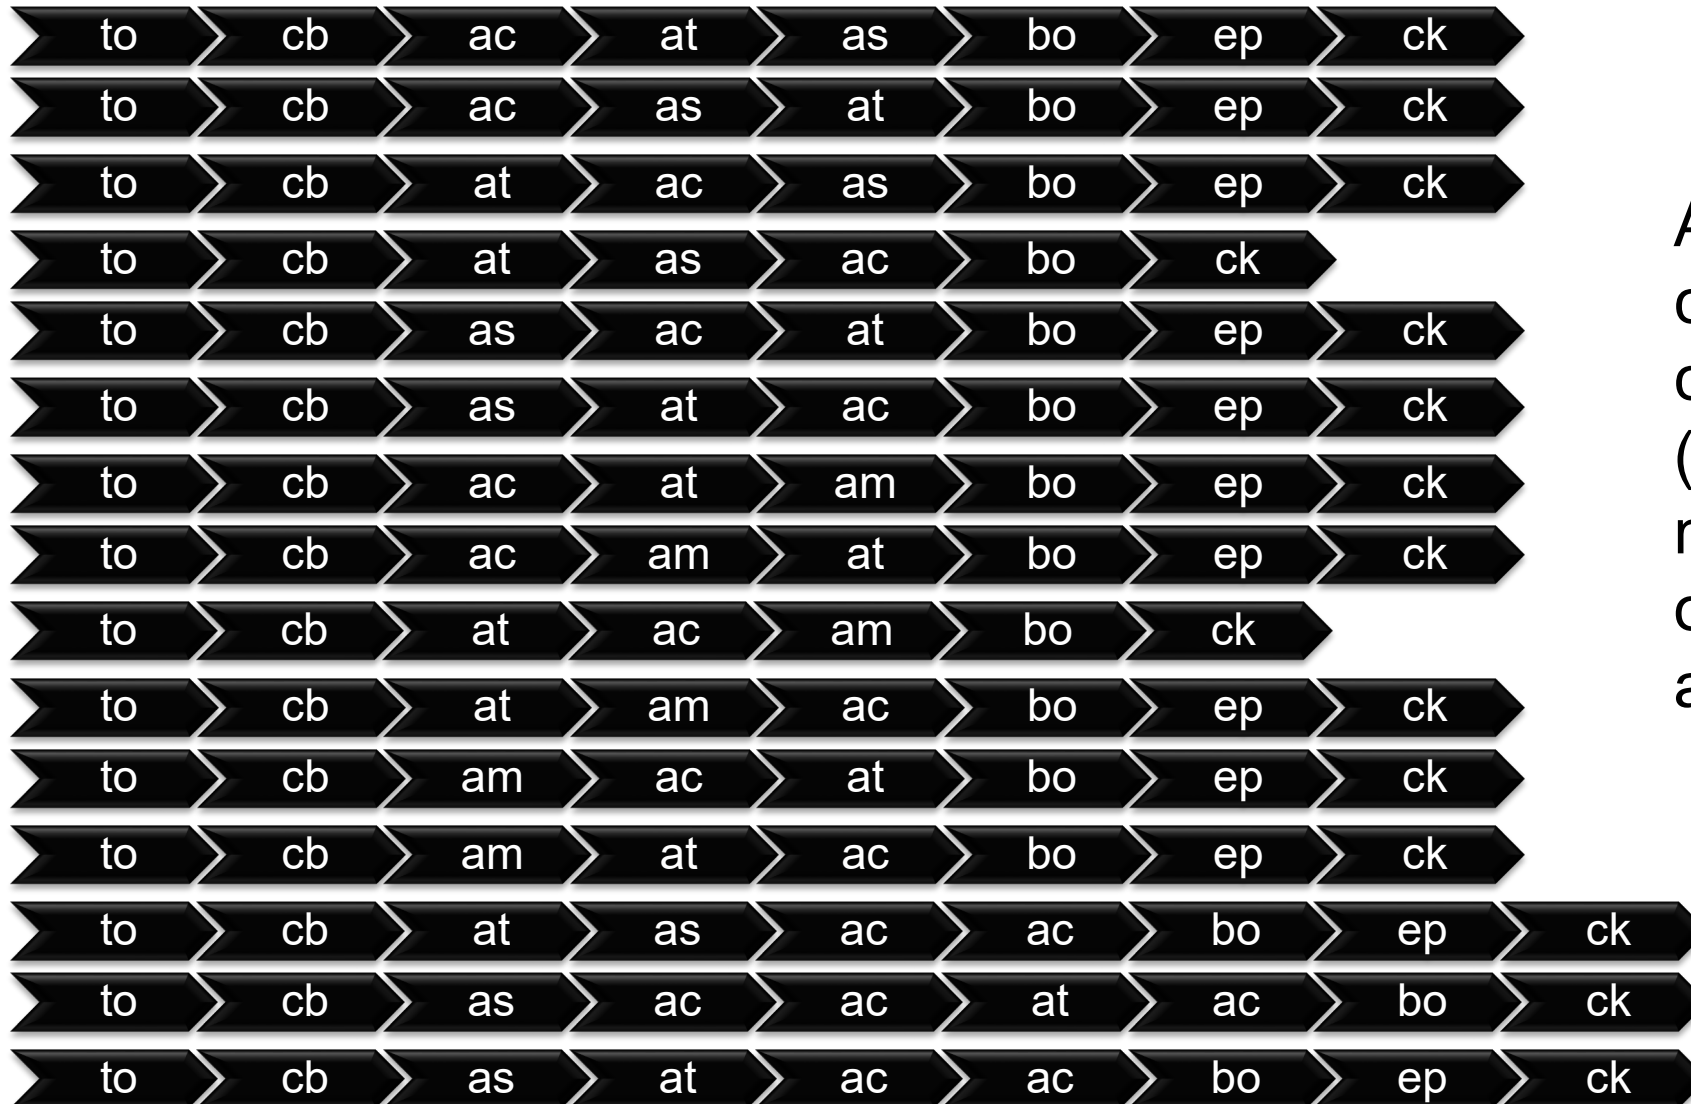 to cb ac at as bo ep ck
to cb ac as at bo ep ck
to cb at ac as bo ep ck
to cb at as ac bo ck
to cb as ac at bo ep ck
to cb as at ac bo ep ck
to cb ac at am bo ep ck
to cb ac am at bo ep ck
to cb at ac am bo ck
to cb at am ac bo ep ck
to cb am ac at bo ep ck
to cb am at ac bo ep ck
to cb at as ac ac bo ep ck
to cb as ac ac at ac bo ck
to cb as at ac ac bo ep ck